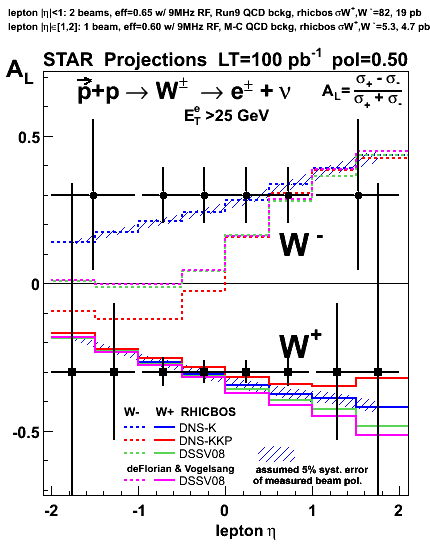 lepton |η|<1: 2 beams, eff=0.65 w/ 9MHz RF, Run9 QCD bckg, rhicbos σW⁺,W⁻=82, 19 pb
lepton |η|∈[1,2]: 1 beam, eff=0.60 w/ 9MHz RF, M-C QCD bckg, rhicbos σW⁺,W⁻=5.3, 4.7 pb
STAR Projections LT=100 pb⁻¹ pol=0.50
A_L
p⃗+p → W± → e± + ν
A_L = (σ₊ - σ₋)/(σ₊ + σ₋)
E_T^e >25 GeV
0.5
W⁻
0
W⁺
-0.5
W- W+ RHICBOS
DNS-K
DNS-KKP
DSSV08
deFlorian & Vogelsang
DSSV08
assumed 5% syst. error
of measured beam pol.
-2 -1 0 1 2
lepton η